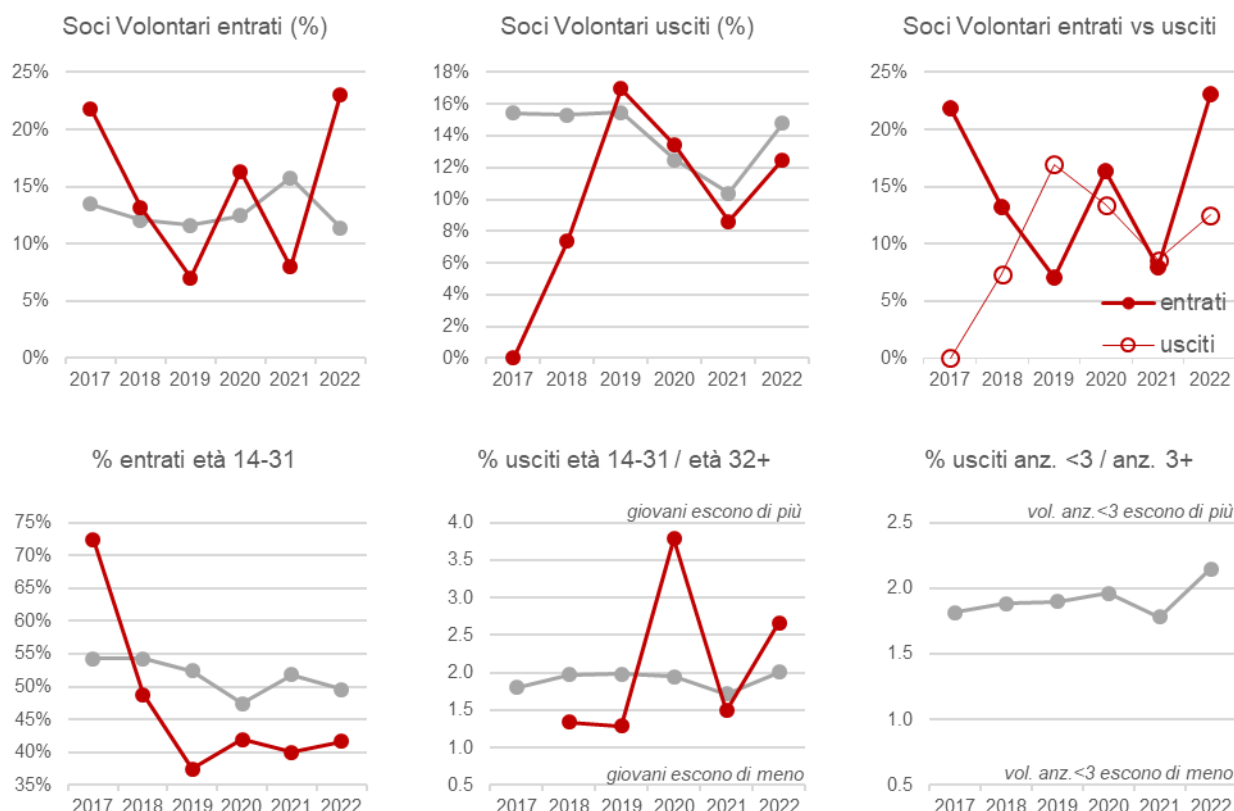 Soci Volontari entrati (%)
25%
20%
15%
10%
5%
0%
2017 2018 2019 2020 2021 2022
Soci Volontari usciti (%)
18%
16%
14%
12%
10%
8%
6%
4%
2%
0%
2017 2018 2019 2020 2021 2022
Soci Volontari entrati vs usciti
25%
20%
15%
10%
5%
0%
entrati
usciti
2017 2018 2019 2020 2021 2022
% entrati età 14-31
75%
70%
65%
60%
55%
50%
45%
40%
35%
2017 2018 2019 2020 2021 2022
% usciti età 14-31 / età 32+
giovani escono di più
4.0
3.5
3.0
2.5
2.0
1.5
1.0
0.5
giovani escono di meno
2017 2018 2019 2020 2021 2022
% usciti anz. <3 / anz. 3+
vol. anz.<3 escono di più
2.5
2.0
1.5
1.0
0.5
vol. anz.<3 escono di meno
2017 2018 2019 2020 2021 2022